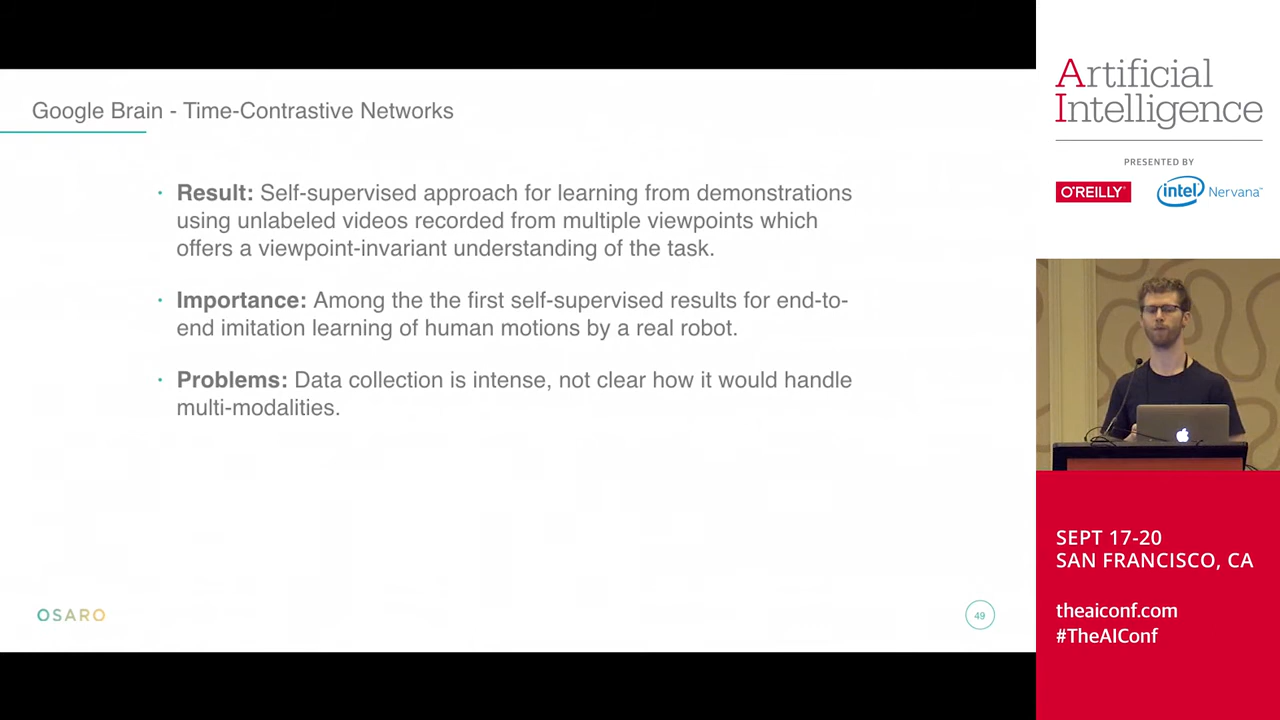 Google Brain - Time-Contrastive Networks
· Result: Self-supervised approach for learning from demonstrations
using unlabeled videos recorded from multiple viewpoints which
offers a viewpoint-invariant understanding of the task.
· Importance: Among the the first self-supervised results for end-to-
end imitation learning of human motions by a real robot.
· Problems: Data collection is intense, not clear how it would handle
multi-modalities.
OSARO
49
Artificial
Intelligence
PRESENTED BY
O'REILLY
intel Nervana™
SEPT 17-20
SAN FRANCISCO, CA
theaiconf.com
#TheAIConf